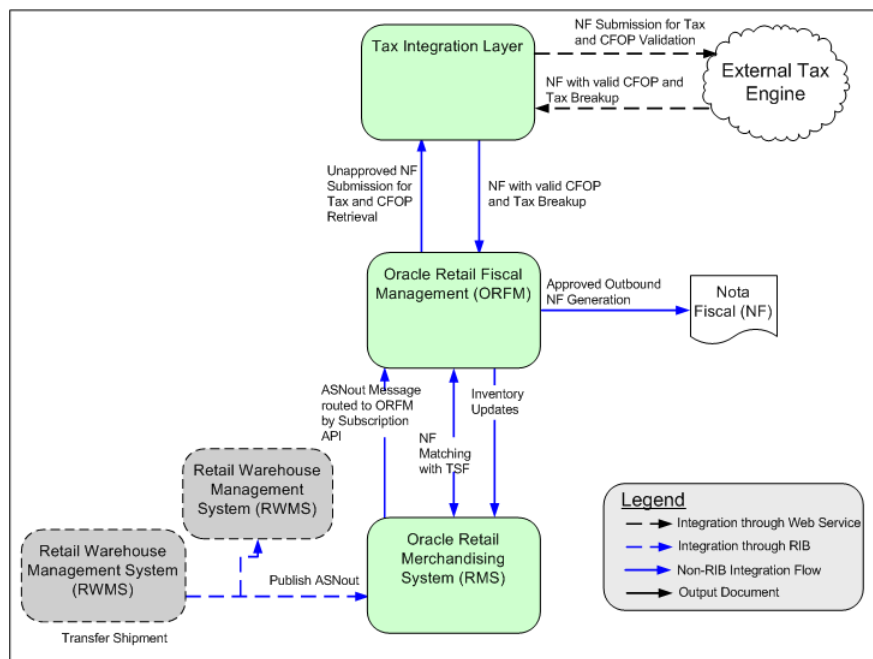 Tax Integration Layer
NF Submission for Tax
and CFOP Validation
External Tax
Engine
NF with valid CFOP and
Tax Breakup
Unapproved NF
Submission for
Tax and CFOP
Retrieval
NF with valid CFOP
and Tax Breakup
Oracle Retail Fiscal
Management (ORFM)
Approved Outbound
NF Generation
Nota
Fiscal (NF)
ASNout Message
routed to ORFM
by Subscription
API
NF
Matching
with TSF
Inventory
Updates
Retail Warehouse
Management
System (RWMS)
Retail Warehouse
Management System
(RWMS)
Publish ASNout
Transfer Shipment
Oracle Retail
Merchandising
System (RMS)
Legend
Integration through Web Service
Integration through RIB
Non-RIB Integration Flow
Output Document